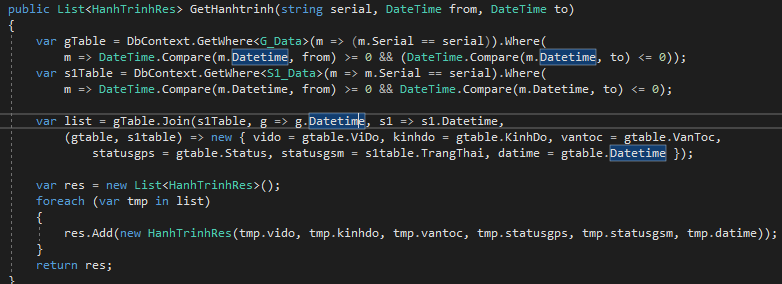 public List<HanhTrinhRes> GetHanhtrinh(string serial, DateTime from, DateTime to)
{
var gTable = DbContext.GetWhere<G_Data>(m => (m.Serial == serial)).Where(
m => DateTime.Compare(m.Datetime, from) >= 0 && (DateTime.Compare(m.Datetime, to) <= 0));
var s1Table = DbContext.GetWhere<S1_Data>(m => m.Serial == serial).Where(
m => DateTime.Compare(m.Datetime, from) >= 0 && DateTime.Compare(m.Datetime, to) <= 0);
var list = gTable.Join(s1Table, g => g.Datetime, s1 => s1.Datetime,
(gtable, s1table) => new { vido = gtable.ViDo, kinhdo = gtable.KinhDo, vantoc = gtable.VanToc,
statusgps = gtable.Status, statusgsm = s1table.TrangThai, datime = gtable.Datetime });
var res = new List<HanhTrinhRes>();
foreach (var tmp in list)
{
res.Add(new HanhTrinhRes(tmp.vido, tmp.kinhdo, tmp.vantoc, tmp.statusgps, tmp.statusgsm, tmp.datime));
}
return res;
}